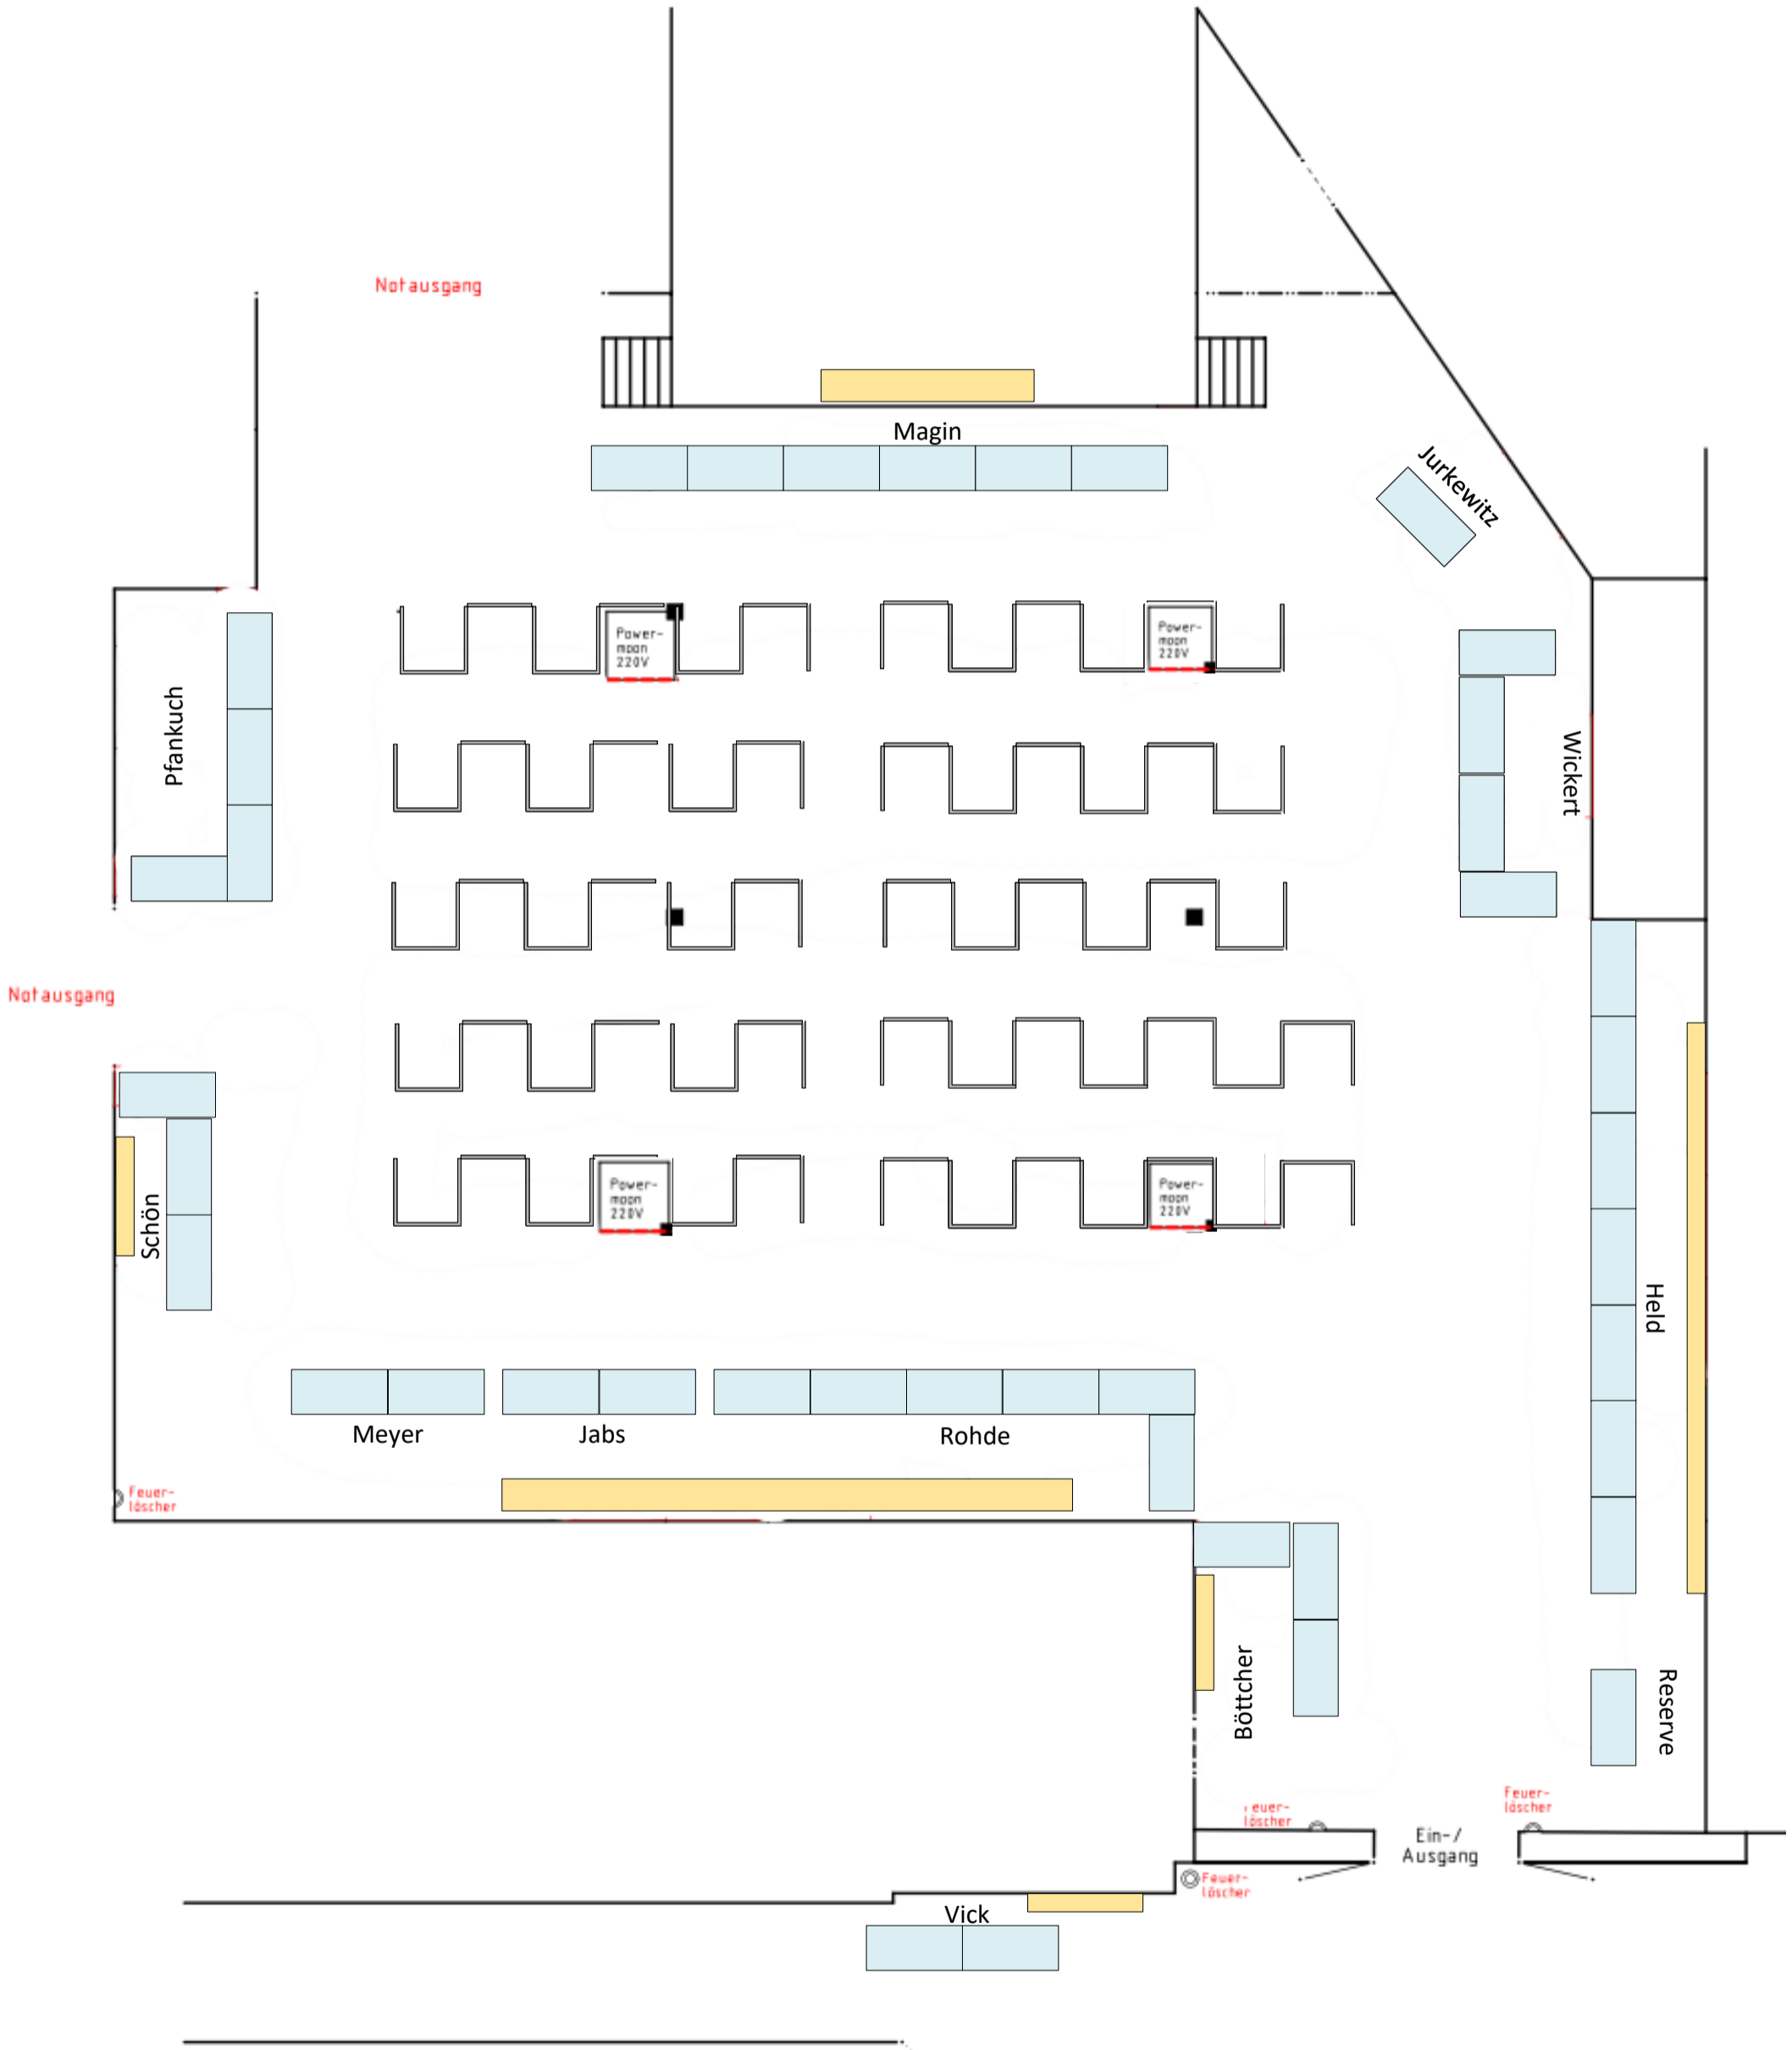 Notausgang
Magin
Jurkewitz
Power-
moon
220V
Power-
moon
220V
Pfankuch
Wickert
Notausgang
Power-
moon
220V
Power-
moon
220V
Schön
Held
Meyer
Jabs
Rohde
Feuer-
löscher
Böttcher
Reserve
Feuer-
löscher
euer-
löscher
Ein-/
Ausgang
Feuer-
löscher
Vick